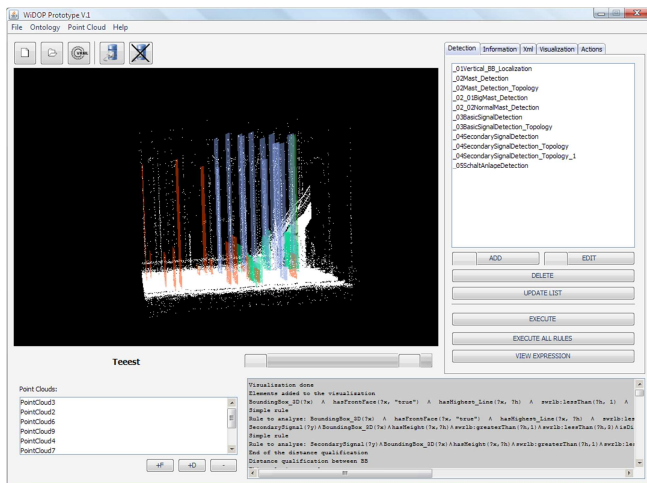 WiDOP Prototype V.1
File Ontology Point Cloud Help
Detection Information Xml Visualization Actions
_01Vertical_BB_Localization
_02Mast_Detection
_02Mast_Detection_Topology
_02_01BigMast_Detection
_02_02NormalMast_Detection
_03BasicSignalDetection
_03BasicSignalDetection_Topology
_04SecondarySignalDetection
_04SecondarySignalDetection_Topology
_04SecondarySignalDetection_Topology_1
_05SchaltAnlageDetection
ADD EDIT
DELETE
UPDATE LIST
EXECUTE
EXECUTE ALL RULES
VIEW EXPRESSION
Teeest
Point Clouds:
PointCloud3
PointCloud2
PointCloud6
PointCloud9
PointCloud4
PointCloud7
+F +D -
Visualisation done
Elements added to the visualization
BoundingBox_3D(?x) ^ hasFrontFace(?x, "true") ^ hasHighest_Line(?x, ?h) ^ swrlb:lessThan(?h, 1) ^
Simple rule
Rule to analyse: BoundingBox_3D(?x) ^ hasFrontFace(?x, "true") ^ hasHighest_Line(?x, ?h) ^ swrlb:les
SecondarySignal(?y)^BoundingBox_3D(?x)^hasHeight(?x,?h)^swrlb:greaterThan(?h,1)^swrlb:lessThan(?h,3)^isDi
Simple rule
Rule to analyse: SecondarySignal(?y)^BoundingBox_3D(?x)^hasHeight(?x,?h)^swrlb:greaterThan(?h,1)^swrlb:le
End of the distance qualification
Distance qualification between BB